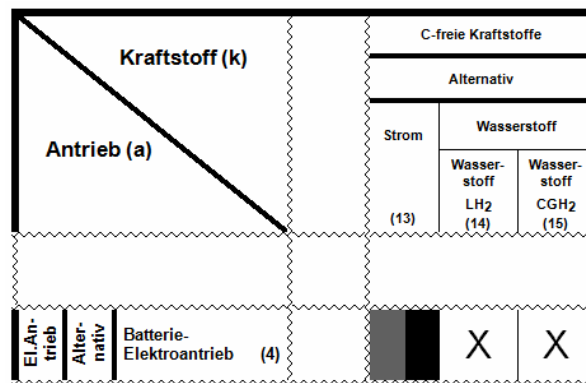 Kraftstoff (k)
Antrieb (a)
C-freie Kraftstoffe
Alternativ
Strom
(13)
Wasserstoff
Wasser-
stoff
LH2
(14)
Wasser-
stoff
CGH2
(15)
El.An-
trieb
Alter-
nativ
Batterie-
Elektroantrieb (4)
X
X